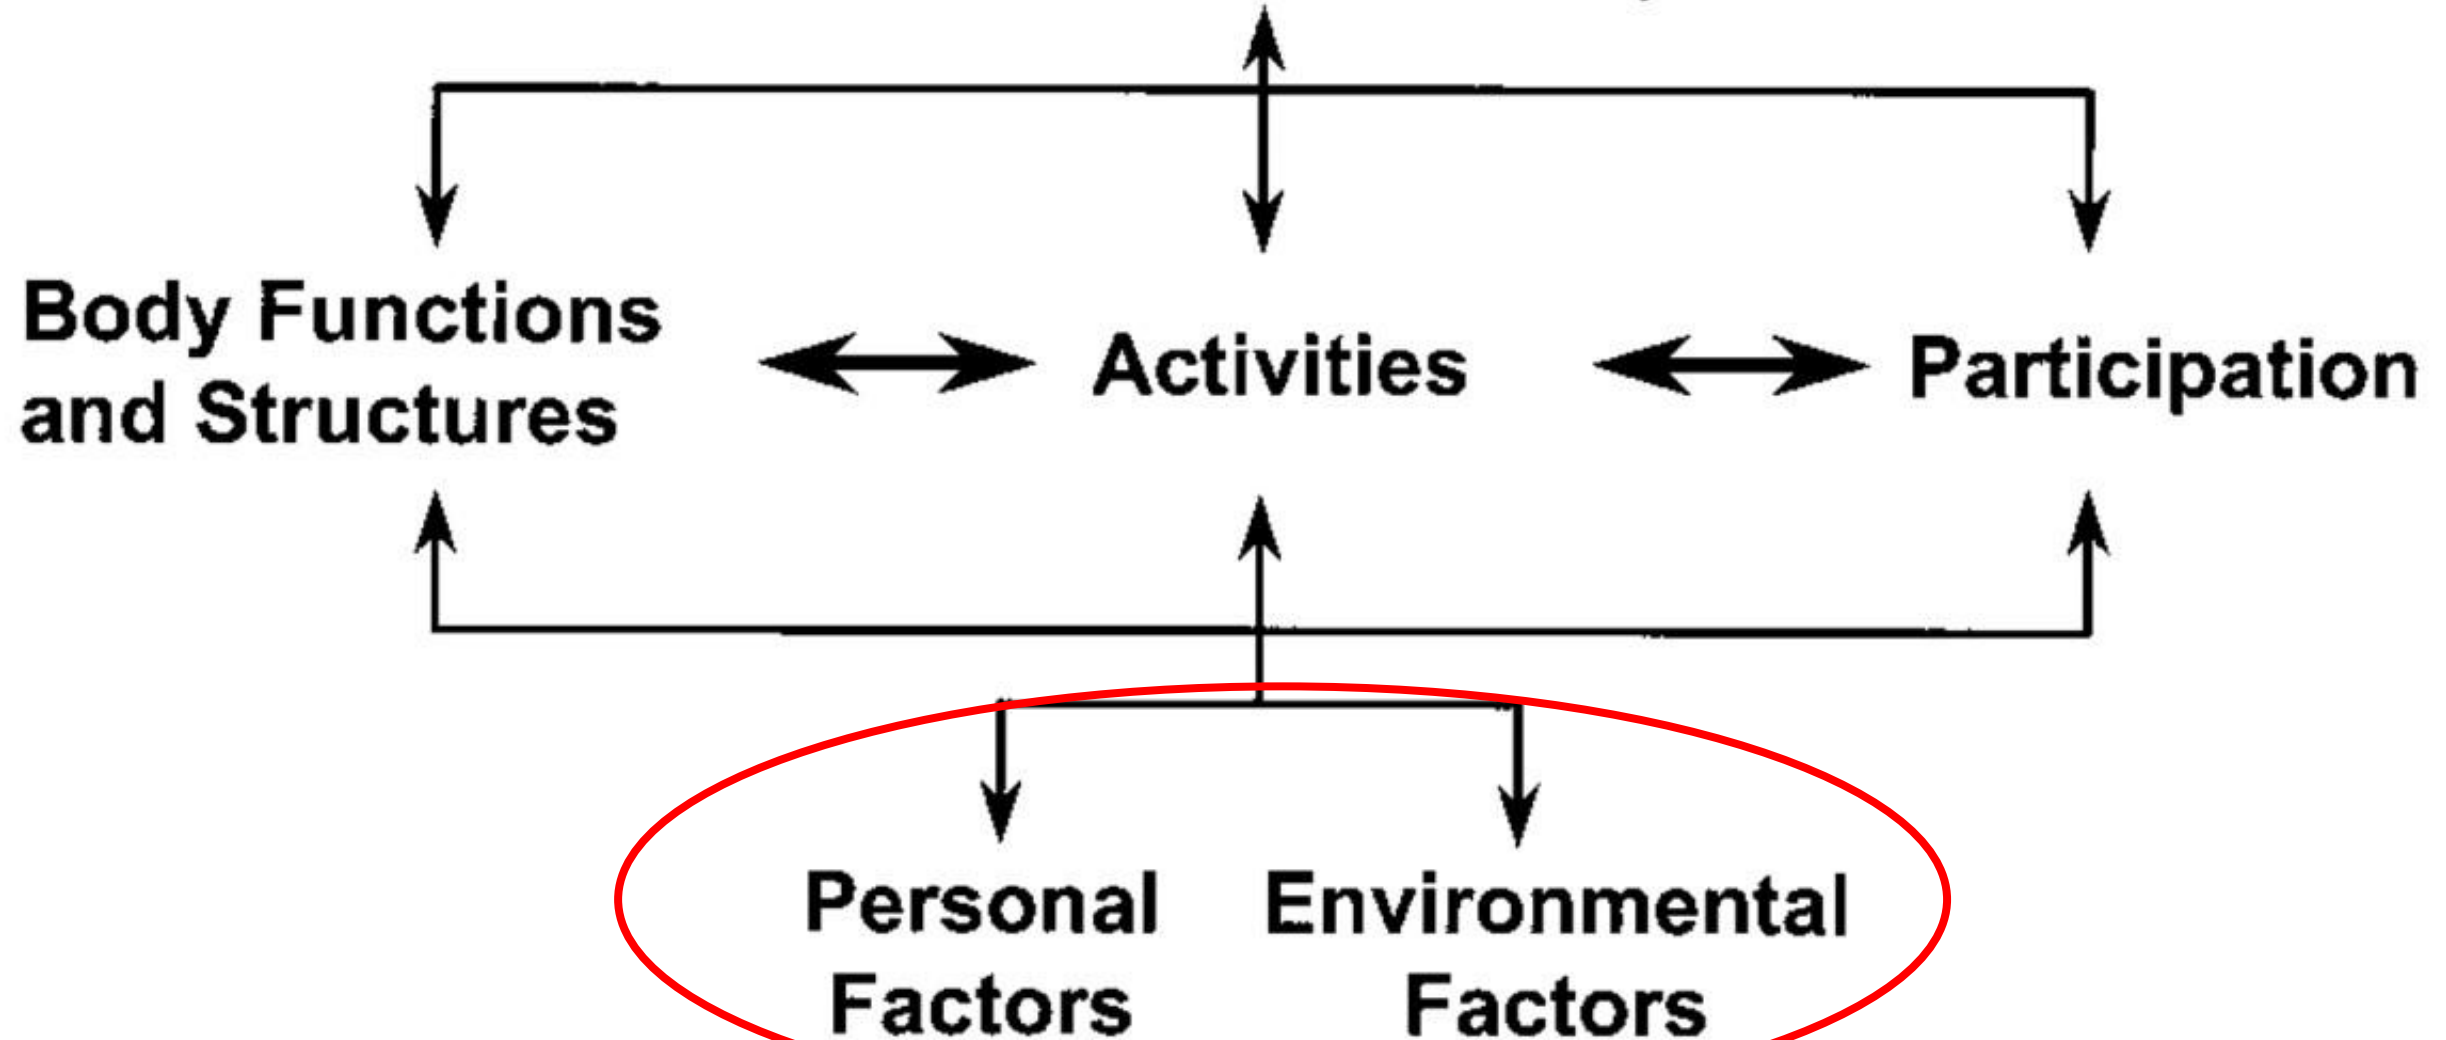 Body Functions
and Structures
Activities
Participation
Personal
Factors
Environmental
Factors